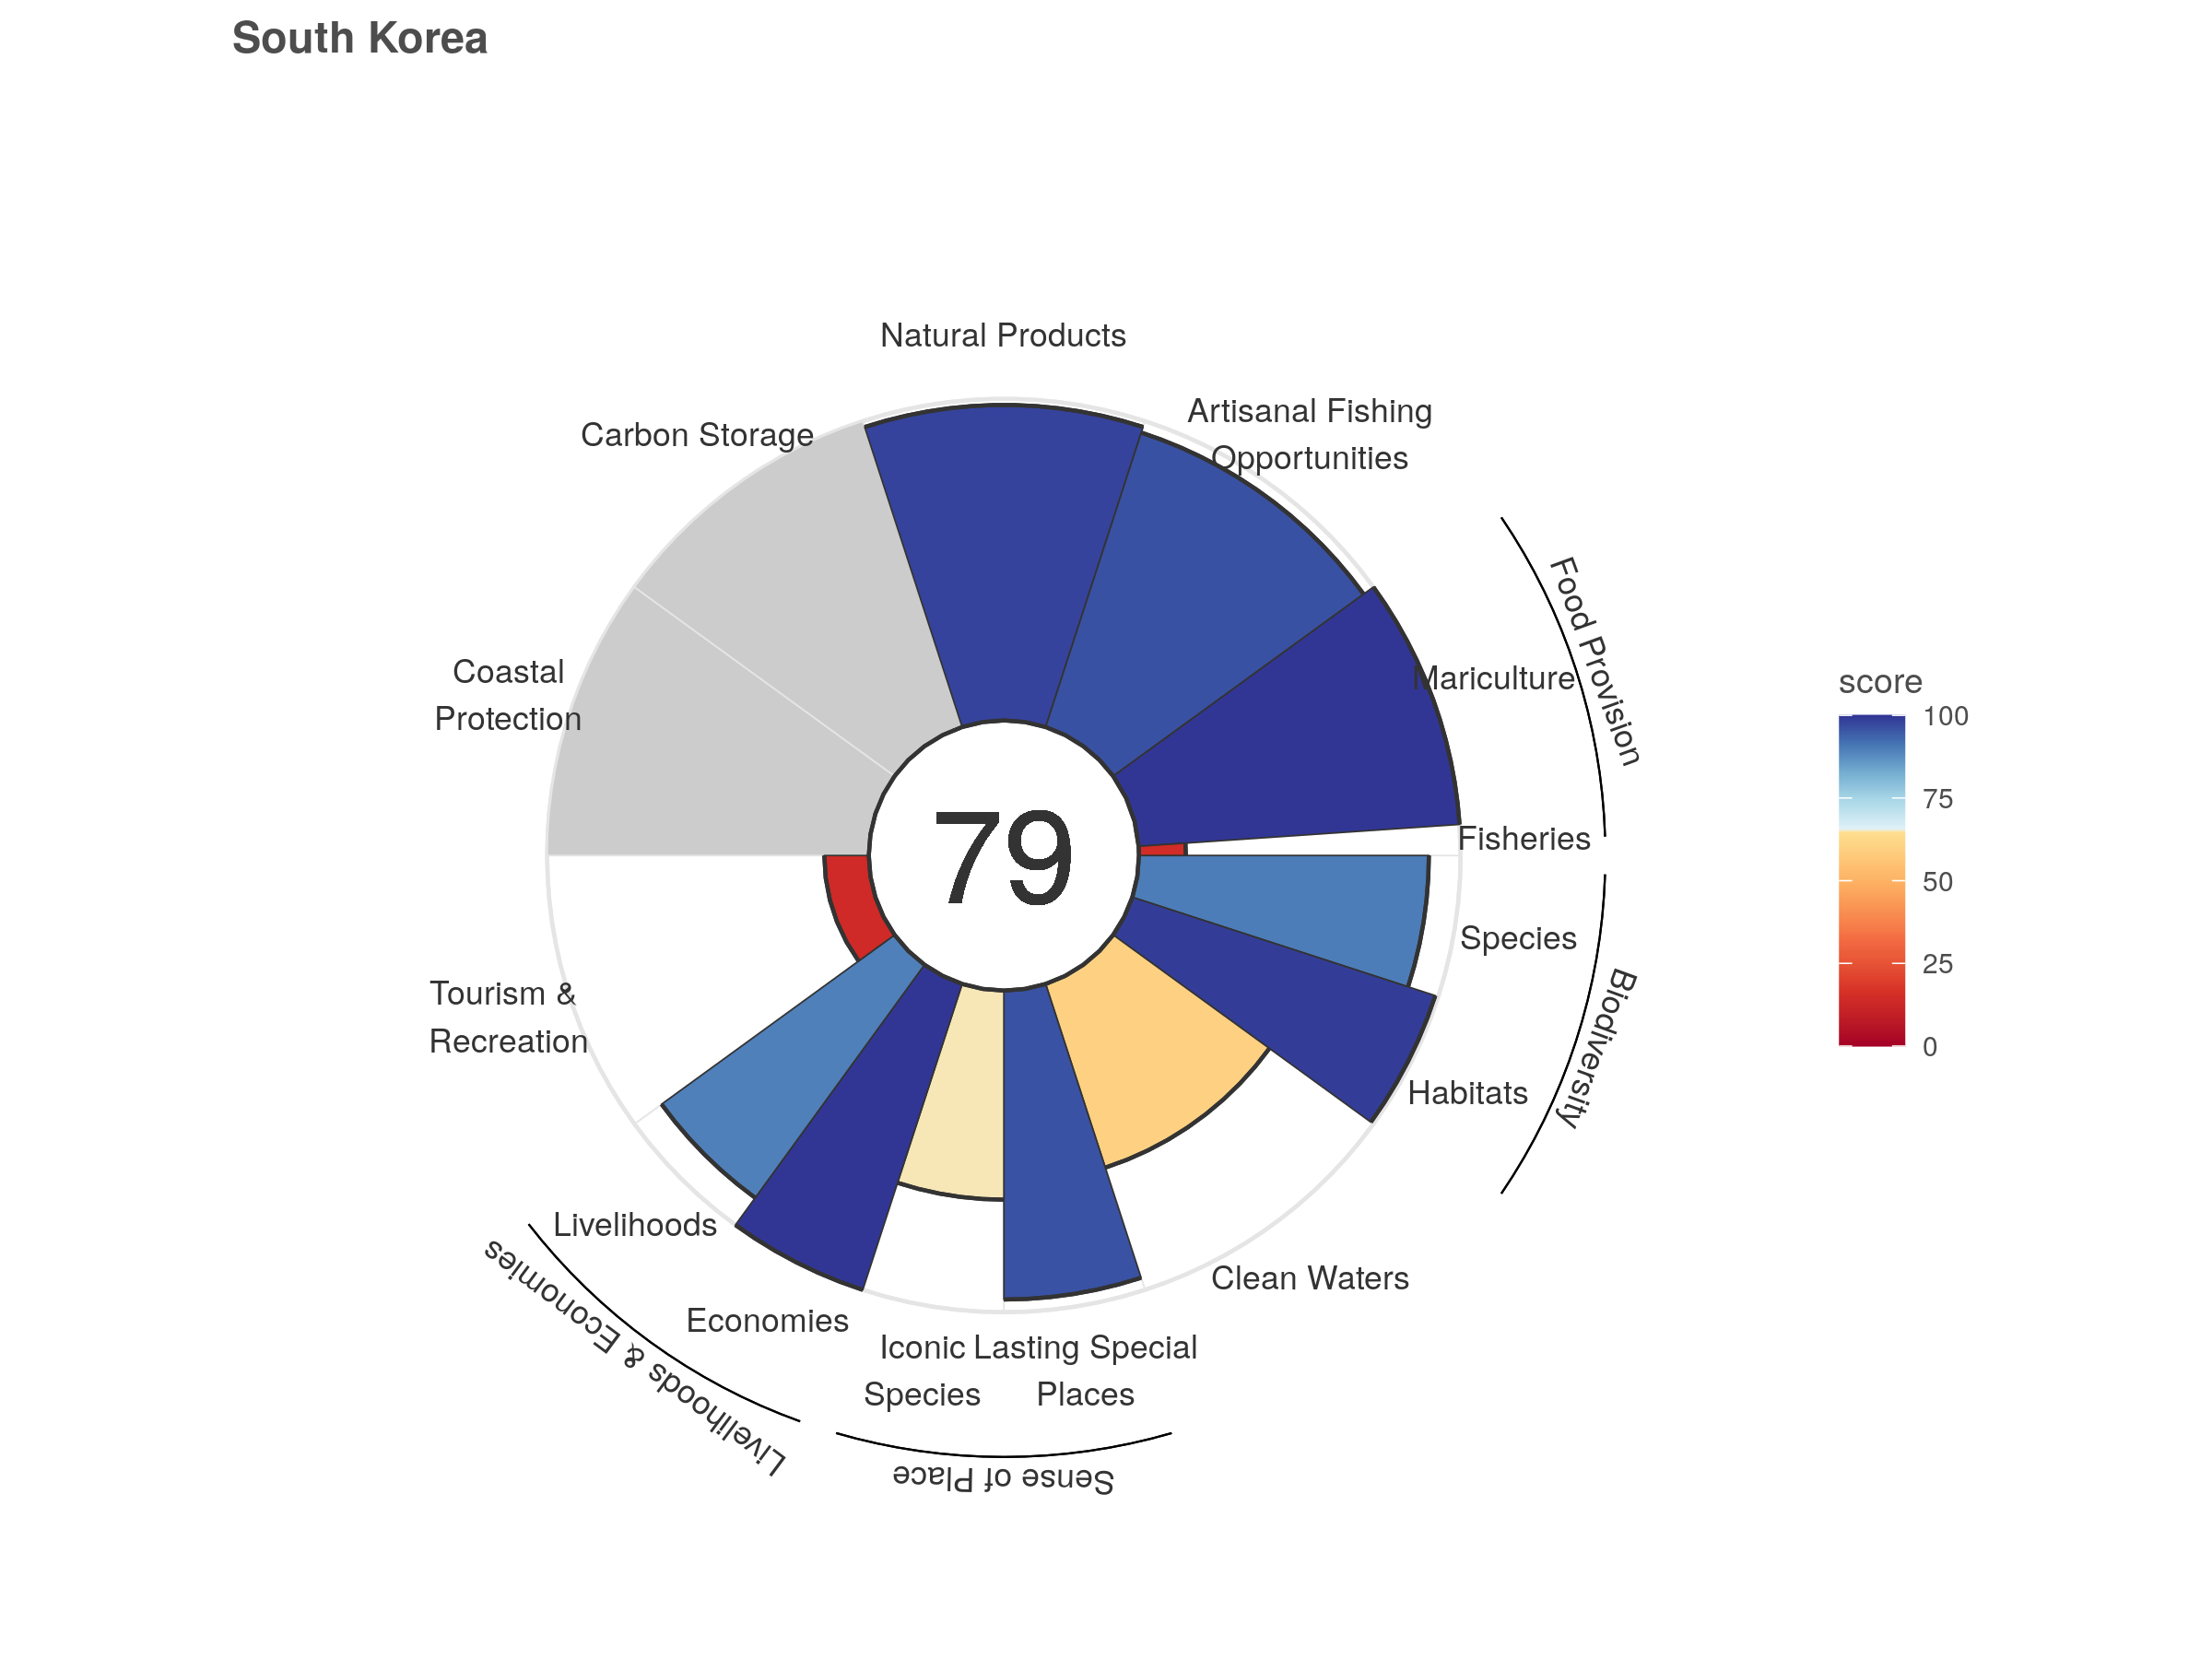 South Korea
Natural Products
Artisanal Fishing
Opportunities
Carbon Storage
Food Provision
Mariculture
Coastal
Protection
score
100
75
50
25
0
79
Fisheries
Species
Biodiversity
Habitats
Tourism &
Recreation
Livelihoods
Livelihoods & Economies
Economies
Clean Waters
Iconic
Species
Lasting Special
Places
Sense of Place